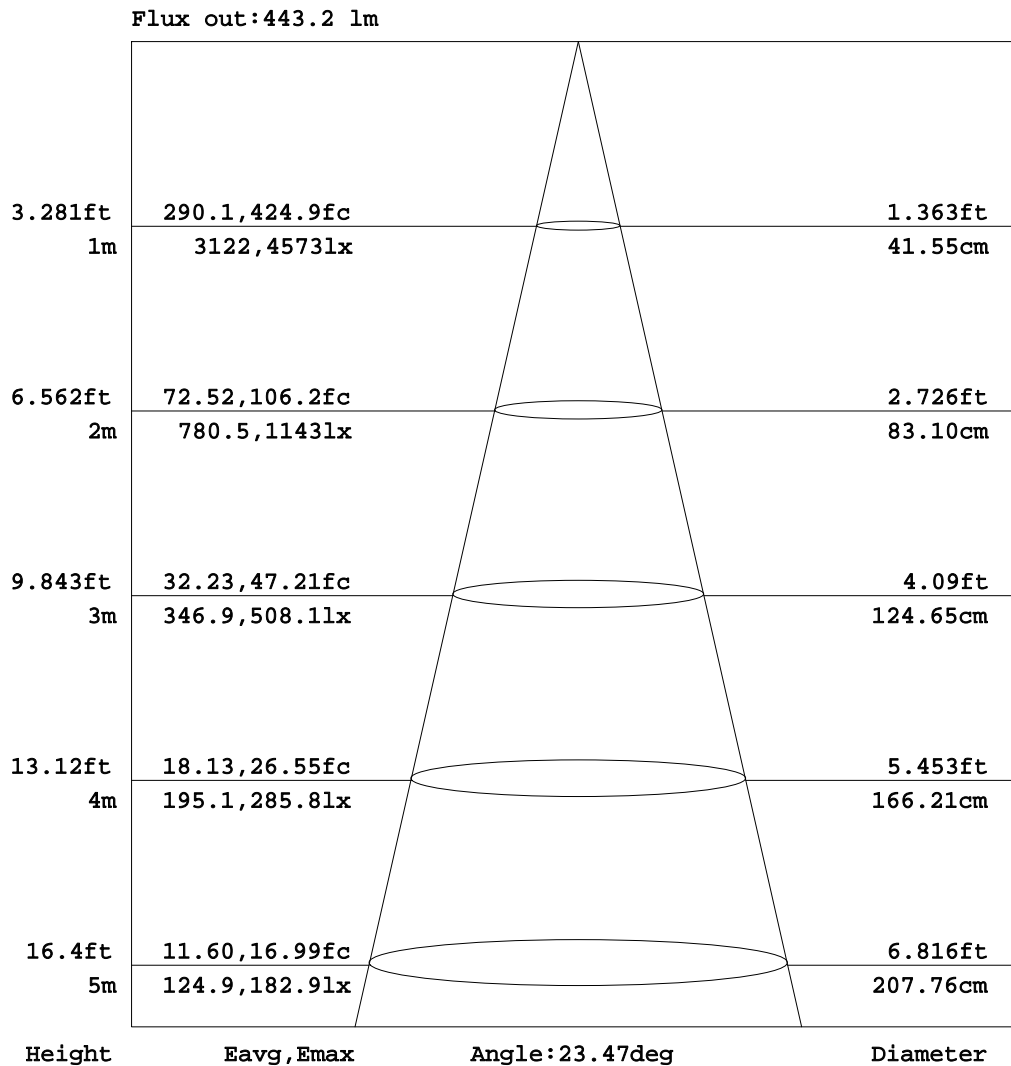 Flux out:443.2 lm
3.281ft 290.1,424.9fc 1.363ft
1m 3122,4573lx 41.55cm
6.562ft 72.52,106.2fc 2.726ft
2m 780.5,1143lx 83.10cm
9.843ft 32.23,47.21fc 4.09ft
3m 346.9,508.1lx 124.65cm
13.12ft 18.13,26.55fc 5.453ft
4m 195.1,285.8lx 166.21cm
16.4ft 11.60,16.99fc 6.816ft
5m 124.9,182.9lx 207.76cm
Height Eavg,Emax Angle:23.47deg Diameter